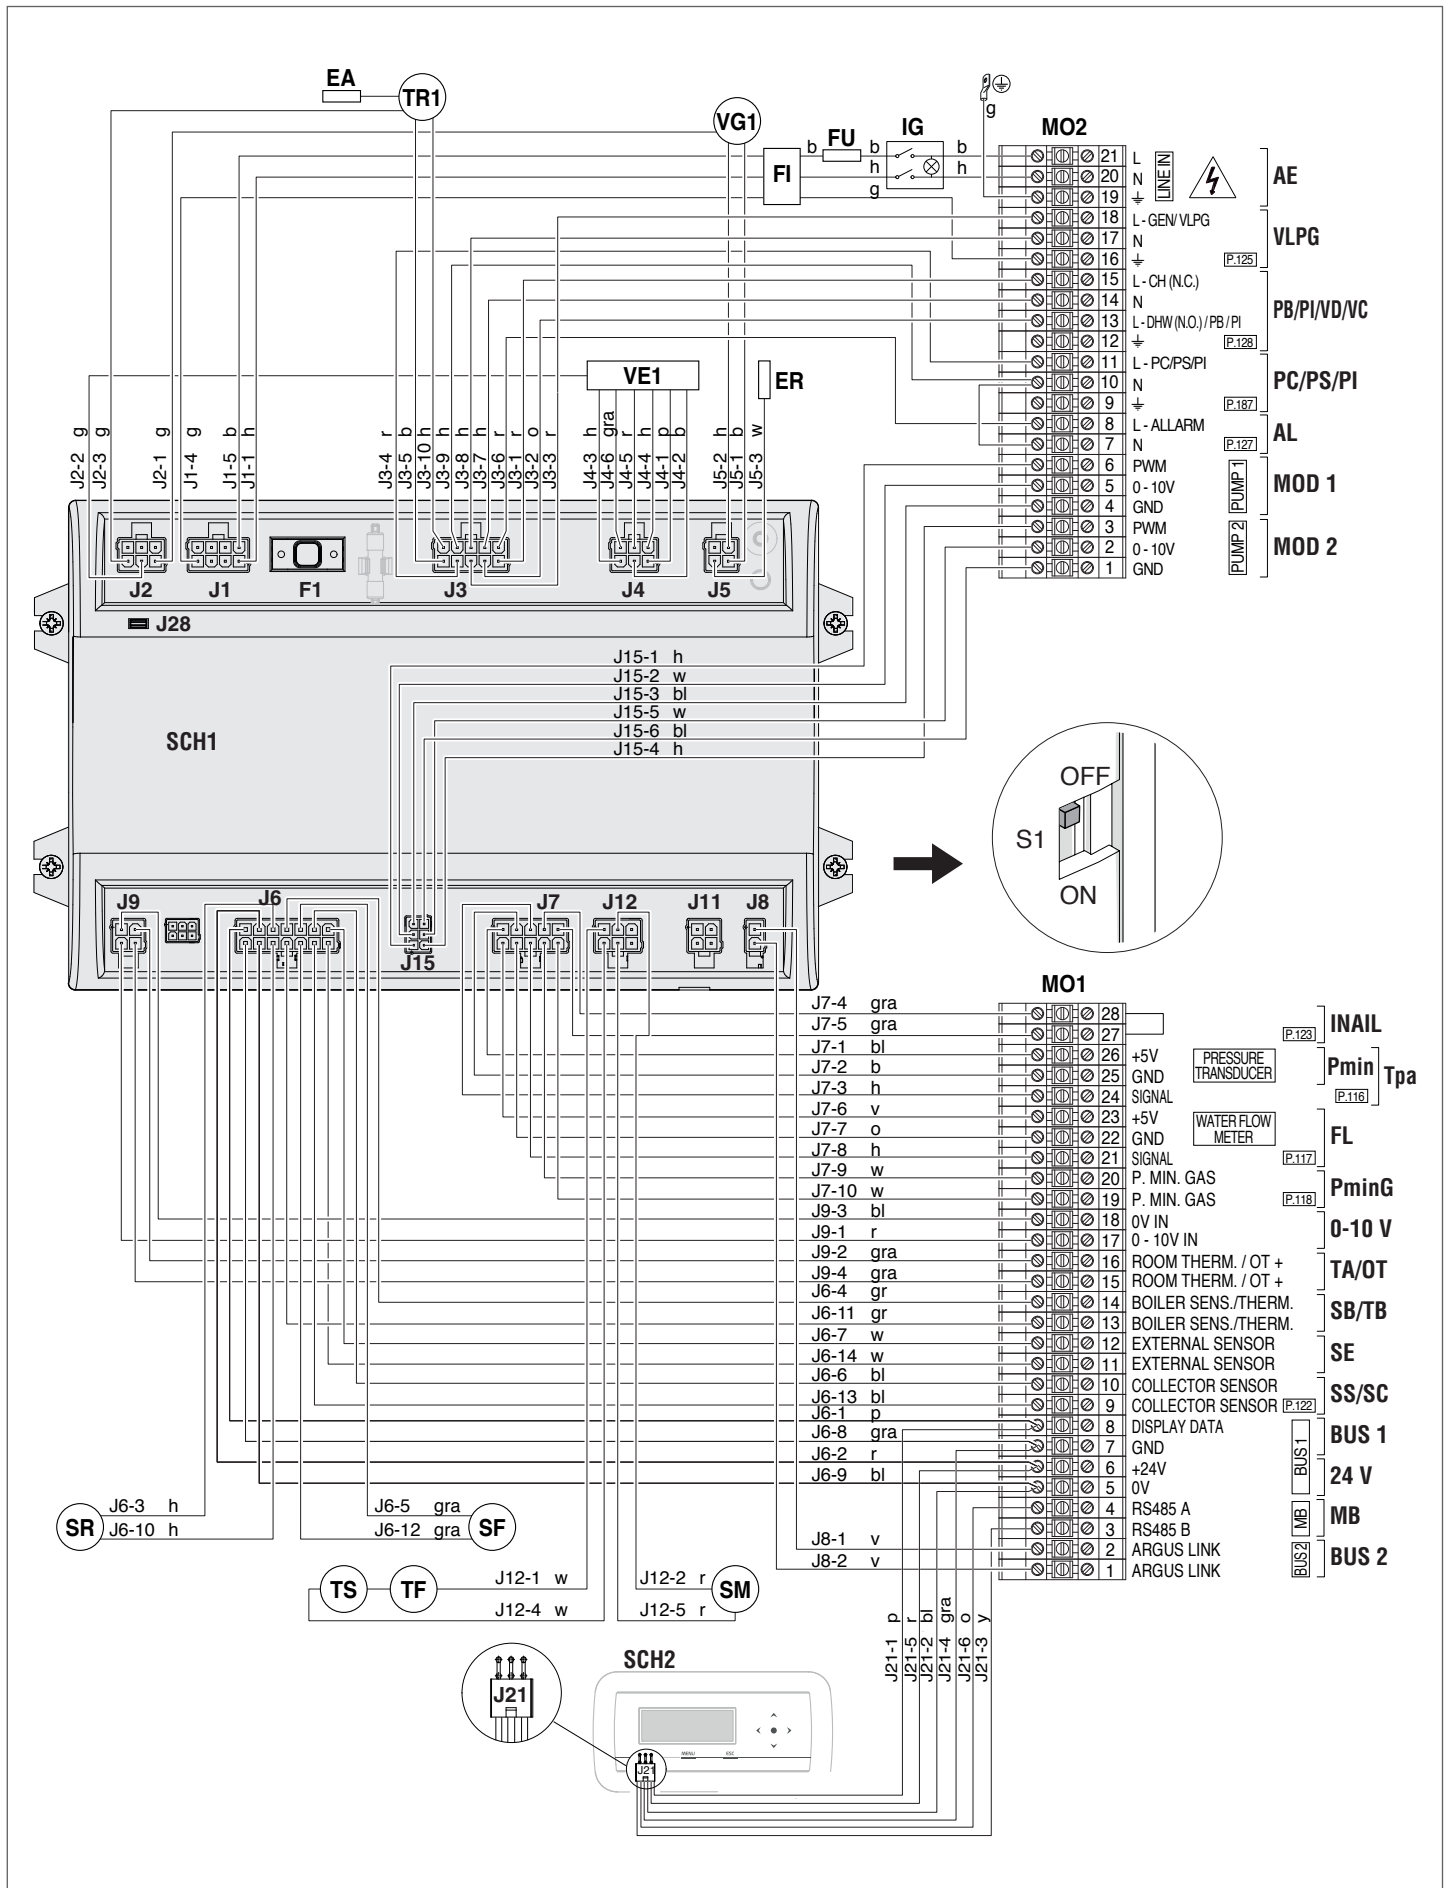 EA
TR1
VG1
b
FU
b
IG
b
h
h
g
FI
g
MO2
21 L
20 N
19
LINE IN
AE
18 L - GEN/ VLPG
17 N
16
P.125
VLPG
15 L - CH (N.C.)
14 N
13 L - DHW (N.O.) / PB / PI
12
P.128
PB/PI/VD/VC
11 L - PC/PS/PI
10 N
9
P.187
PC/PS/PI
8 L - ALLARM
7 N
P.127
AL
6 PWM
5 0 - 10V
4 GND
PUMP 1
MOD 1
3 PWM
2 0 - 10V
1 GND
PUMP 2
MOD 2
VE1
ER
J2-2 g
J2-3 g
J2-1 g
J1-4 g
J1-5 b
J1-1 h
J3-4 r
J3-5 b
J3-10 h
J3-9 h
J3-8 h
J3-7 h
J3-6 r
J3-1 r
J3-2 o
J3-3 r
J4-3 h
J4-6 gra
J4-5 r
J4-4 h
J4-1 p
J4-2 b
J5-2 h
J5-1 b
J5-3 w
J2
J1
F1
J3
J4
J5
J28
J15-1 h
J15-2 w
J15-3 bl
J15-5 w
J15-6 bl
J15-4 h
SCH1
OFF
S1
ON
J9
J6
J15
J7
J12
J11
J8
MO1
J7-4 gra
J7-5 gra
J7-1 bl
J7-2 b
J7-3 h
J7-6 v
J7-7 o
J7-8 h
J7-9 w
J7-10 w
J9-3 bl
J9-1 r
J9-2 gra
J9-4 gra
J6-4 gr
J6-11 gr
J6-7 w
J6-14 w
J6-6 bl
J6-13 bl
J6-1 p
J6-8 gra
J6-2 r
J6-9 bl
J8-1 v
J8-2 v
28
27
P.123
INAIL
26 +5V
25 GND
24 SIGNAL
PRESSURE
TRANSDUCER
Pmin
P.116
Tpa
23 +5V
22 GND
21 SIGNAL
WATER FLOW
METER
P.117
FL
20 P. MIN. GAS
19 P. MIN. GAS
P.118
PminG
18 0V IN
17 0 - 10V IN
0-10 V
16 ROOM THERM. / OT +
15 ROOM THERM. / OT +
TA/OT
14 BOILER SENS./THERM.
13 BOILER SENS./THERM.
SB/TB
12 EXTERNAL SENSOR
11 EXTERNAL SENSOR
SE
10 COLLECTOR SENSOR
9 COLLECTOR SENSOR
P.122
SS/SC
8 DISPLAY DATA
7 GND
BUS 1
BUS 1
6 +24V
5 0V
24 V
4 RS485 A
3 RS485 B
MB
MB
2 ARGUS LINK
1 ARGUS LINK
BUS2
BUS 2
SR
J6-3 h
J6-10 h
J6-5 gra
J6-12 gra
SF
TS
TF
J12-1 w
J12-4 w
J12-2 r
J12-5 r
SM
J21-1 p
J21-5 r
J21-2 bl
J21-4 gra
J21-6 o
J21-3 y
SCH2
J21
MENU
ESC
J21